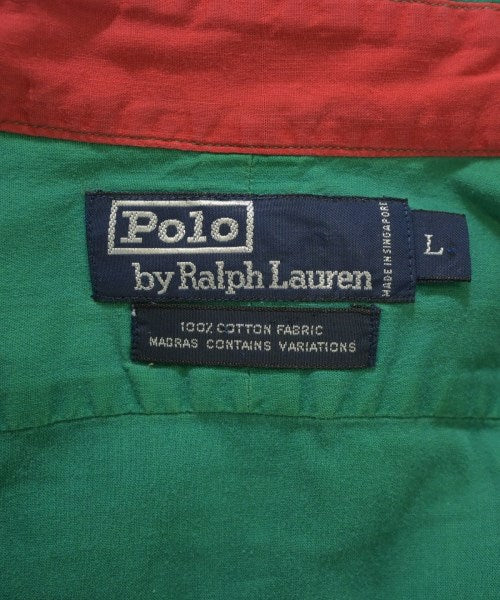 Polo
by Ralph Lauren
MADE IN SINGAPORE
L
100% COTTON FABRIC
MADRAS CONTAINS VARIATIONS